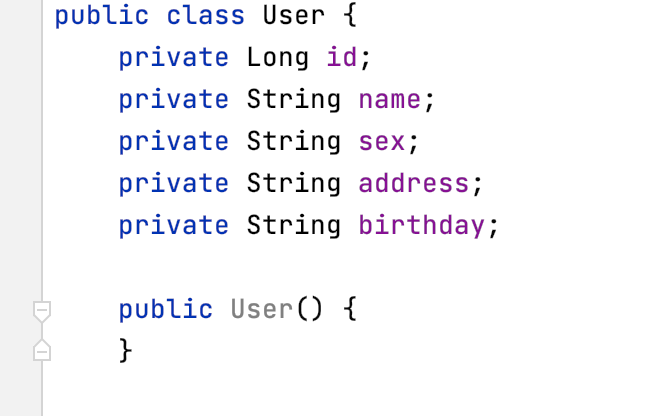 public class User {
    private Long id;
    private String name;
    private String sex;
    private String address;
    private String birthday;
    public User() {
    }